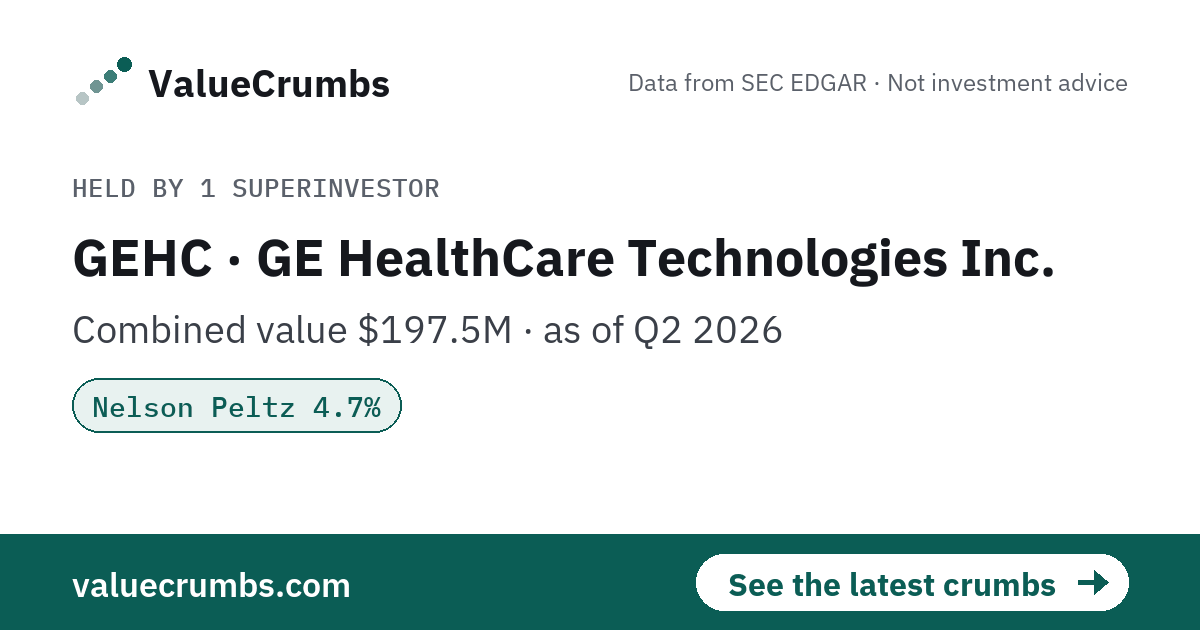 ValueCrumbs
Data from SEC EDGAR · Not investment advice
HELD BY 1 SUPERINVESTOR
GEHC · GE HealthCare Technologies Inc.
Combined value $197.5M · as of Q2 2026
Nelson Peltz 4.7%
valuecrumbs.com
See the latest crumbs →